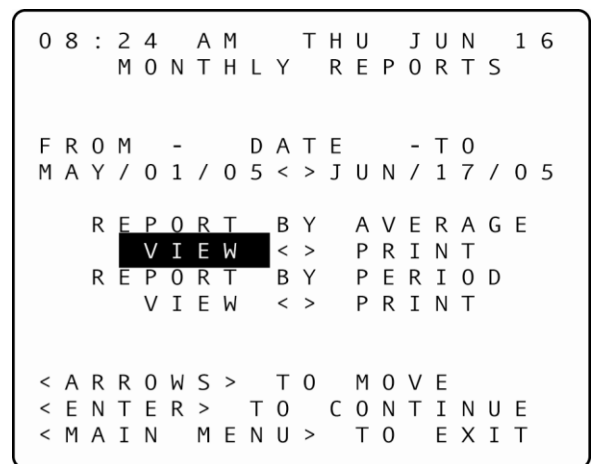 08:24 AM THU JUN 16
MONTHLY REPORTS
FROM - DATE -TO
MAY/01/05<>JUN/17/05
REPORT BY AVERAGE
VIEW <> PRINT
REPORT BY PERIOD
VIEW <> PRINT
<ARROWS> TO MOVE
<ENTER> TO CONTINUE
<MAIN MENU> TO EXIT